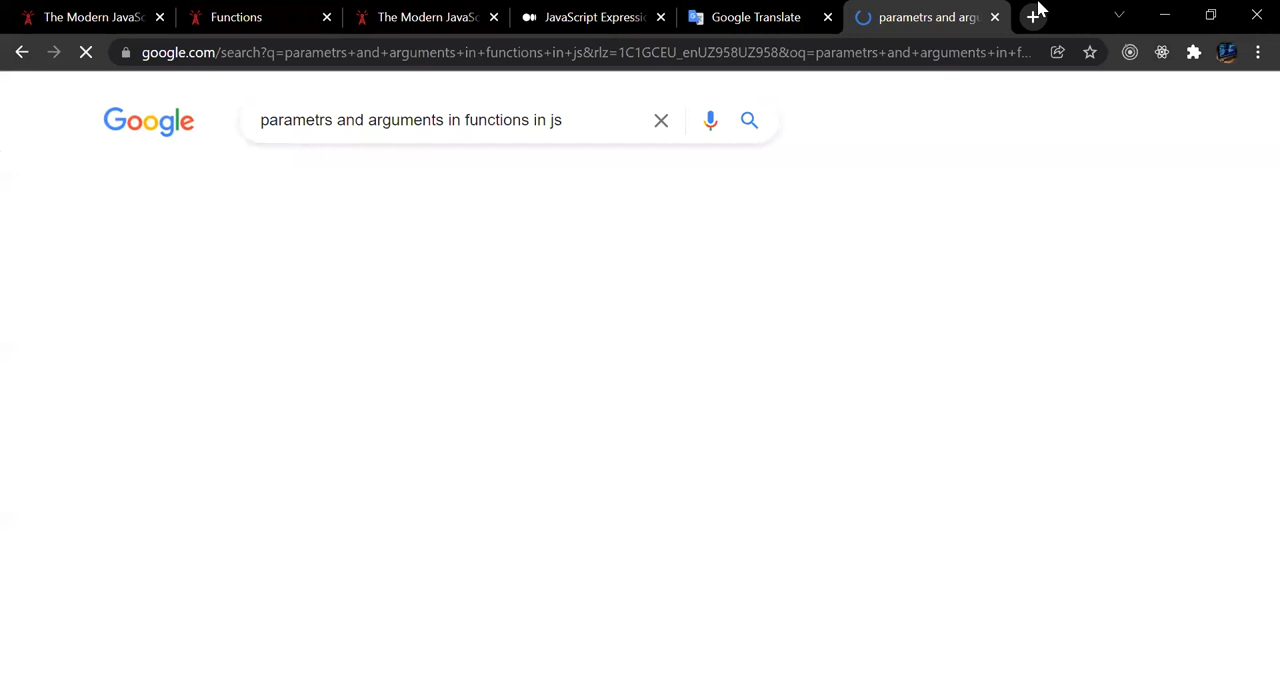 The Modern JavaSc
Functions
The Modern JavaSc
JavaScript Expressio
Google Translate
parametrs and argu
google.com/search?q=parametrs+and+arguments+in+functions+in+js&rlz=1C1GCEU_enUZ958UZ958&oq=parametrs+and+arguments+in+f...
Google
parametrs and arguments in functions in js